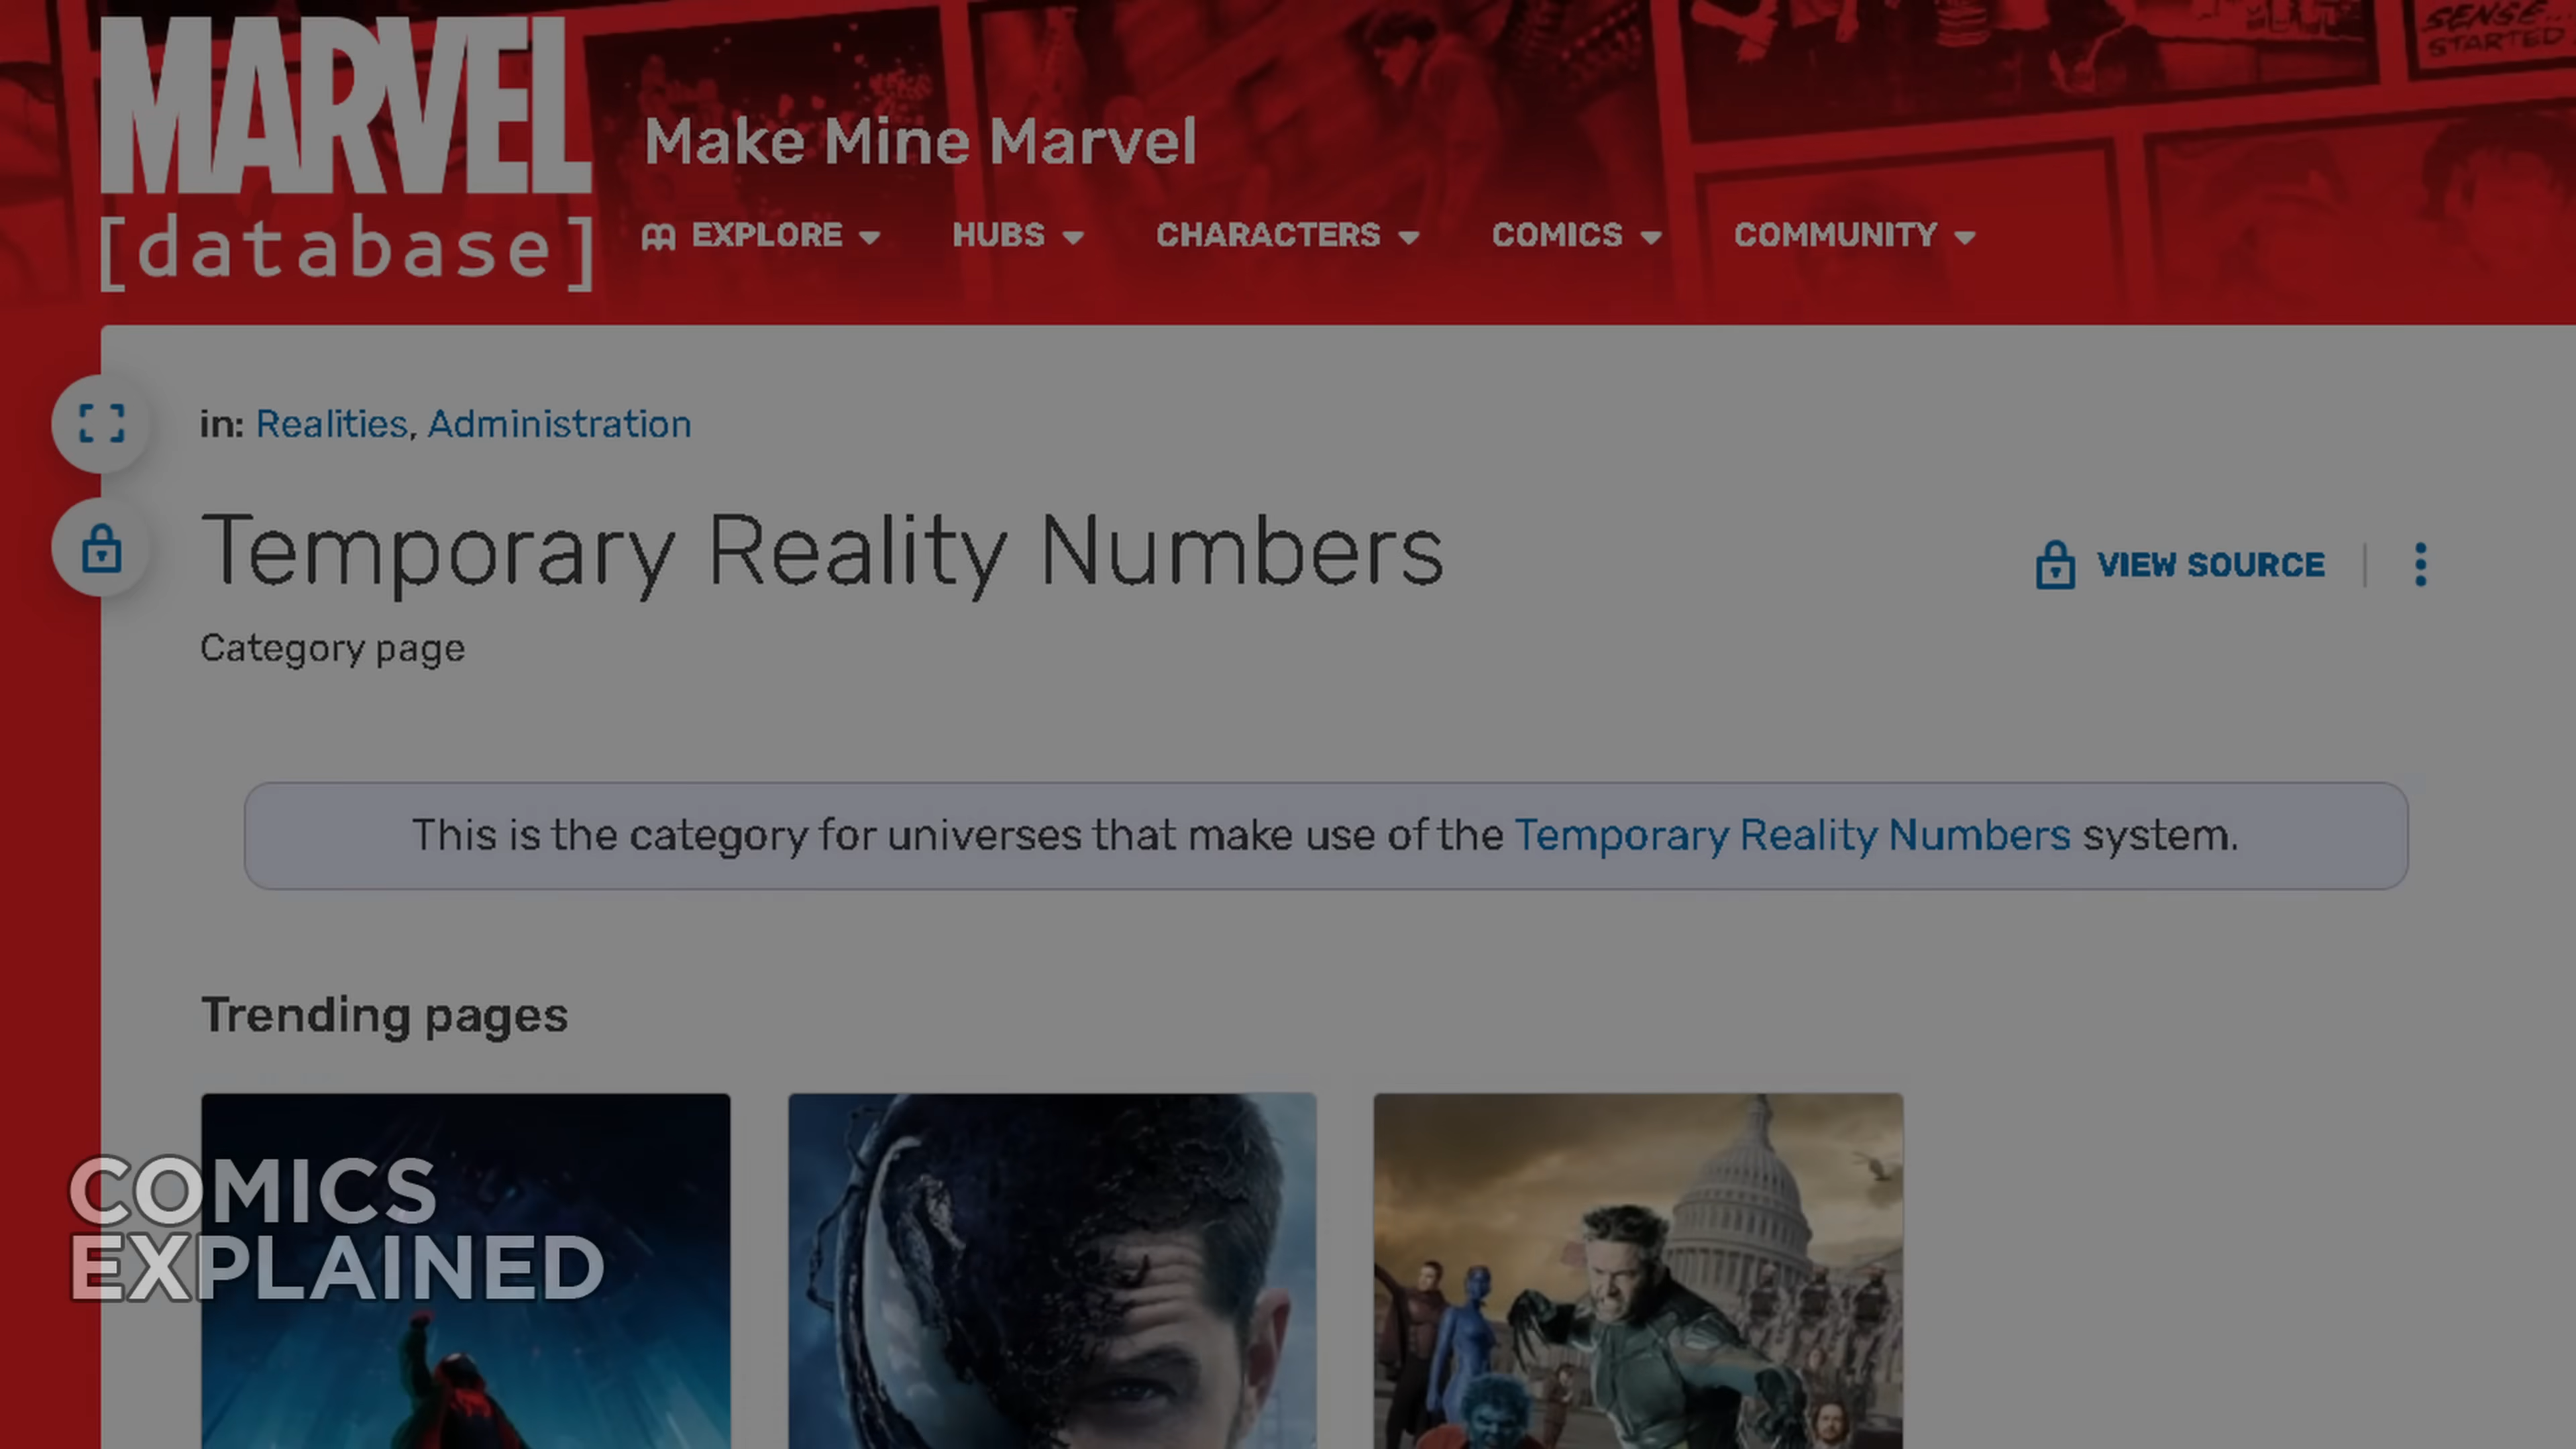 MARVEL
[database]
Make Mine Marvel
EXPLORE HUBS CHARACTERS COMICS COMMUNITY
SENSE..
STARTED
in: Realities, Administration
Temporary Reality Numbers
VIEW SOURCE
Category page
This is the category for universes that make use of the Temporary Reality Numbers system.
Trending pages
COMICS
EXPLAINED